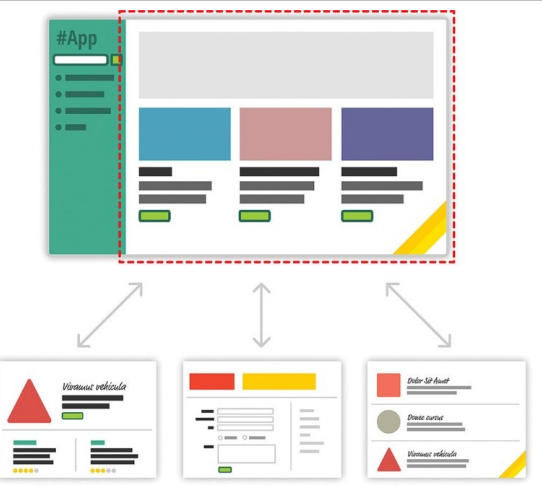 #App
Vivamus vehicula
Dolor Sit Amet
Donec cursus
Vivamus vehicula